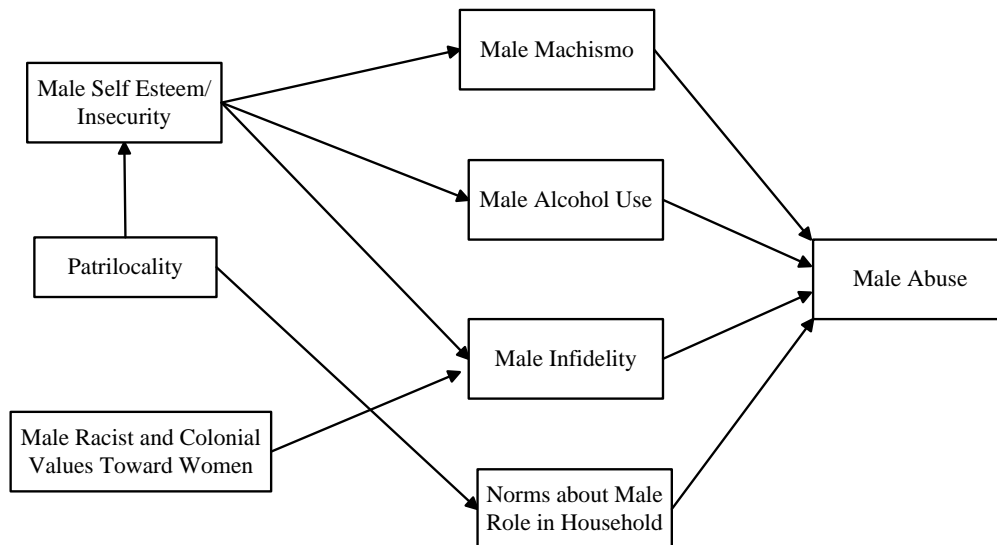 Male Machismo
Male Self Esteem/
Insecurity
Male Alcohol Use
Patrilocality
Male Abuse
Male Infidelity
Male Racist and Colonial
Values Toward Women
Norms about Male
Role in Household